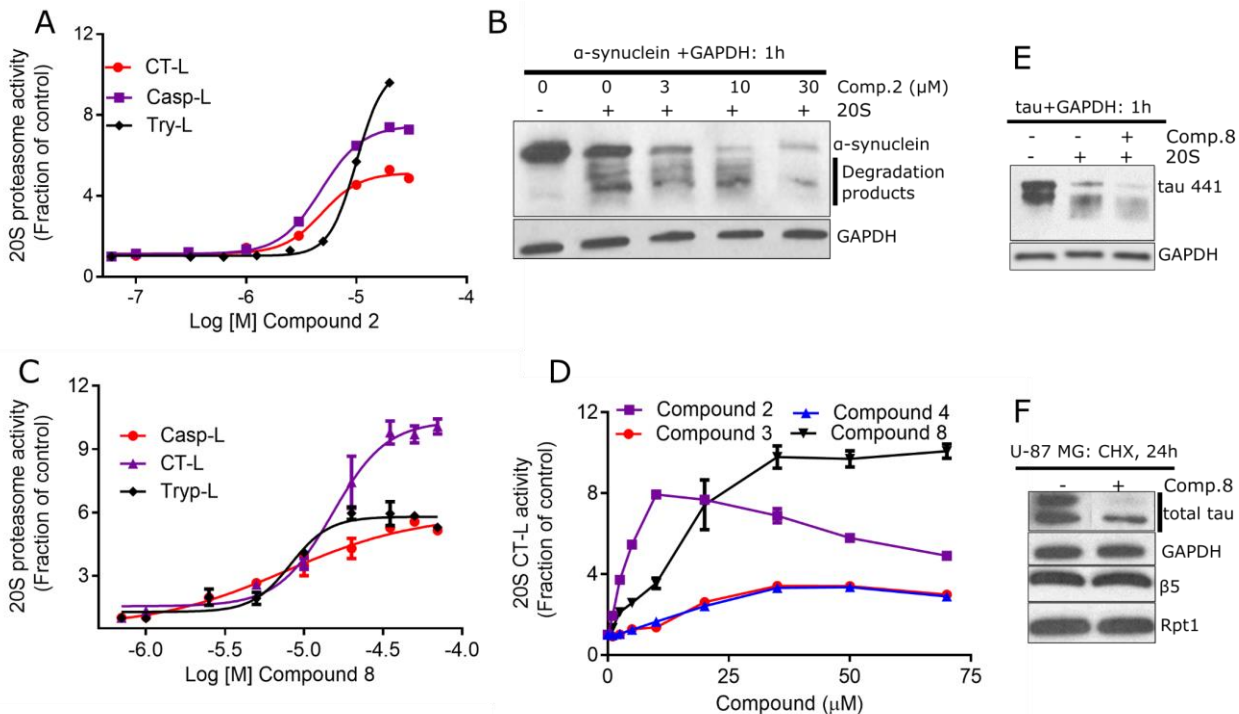 A
12
8
4
0
20S proteasome activity
(Fraction of control)
CT-L
Casp-L
Try-L
-7
-6
-5
-4
Log [M] Compound 2
B
α-synuclein +GAPDH: 1h
0 0 3 10 30 Comp.2 (μM)
- + + + + 20S
α-synuclein
Degradation
products
GAPDH
E
tau+GAPDH: 1h
- - + Comp.8
- + + 20S
tau 441
GAPDH
C
12
9
6
3
20S proteasome activity
(Fraction of control)
Casp-L
CT-L
Tryp-L
-6.0
-5.5
-5.0
-4.5
-4.0
Log [M] Compound 8
D
12
8
4
0
20S CT-L activity
(Fraction of control)
Compound 2
Compound 3
Compound 4
Compound 8
0
25
50
75
Compound (μM)
F
U-87 MG: CHX, 24h
- + Comp.8
total tau
GAPDH
β5
Rpt1